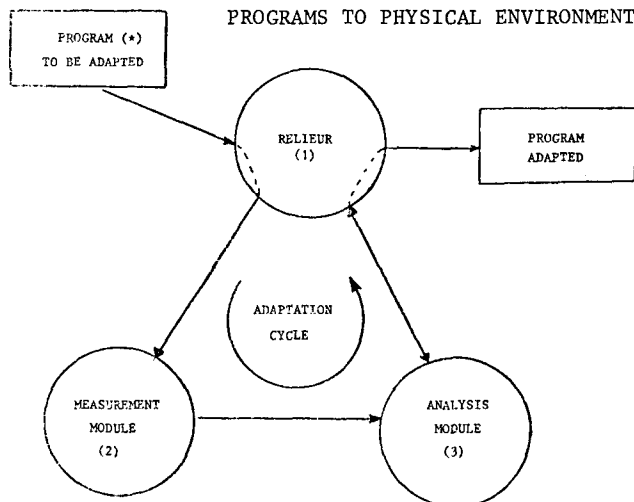 PROGRAMS TO PHYSICAL ENVIRONMENT
PROGRAM (*)
TO BE ADAPTED
RELIEUR
(1)
PROGRAM
ADAPTED
ADAPTATION
CYCLE
MEASUREMENT
MODULE
(2)
ANALYSIS
MODULE
(3)